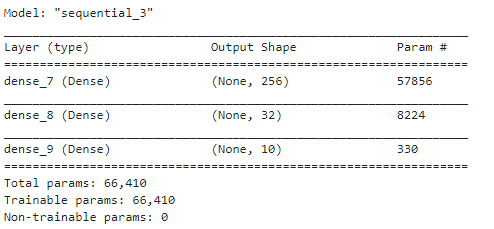 Model: "sequential_3"
_________________________________________________________________
Layer (type)                 Output Shape              Param #
=================================================================
dense_7 (Dense)              (None, 256)               57856
_________________________________________________________________
dense_8 (Dense)              (None, 32)                8224
_________________________________________________________________
dense_9 (Dense)              (None, 10)                330
=================================================================
Total params: 66,410
Trainable params: 66,410
Non-trainable params: 0